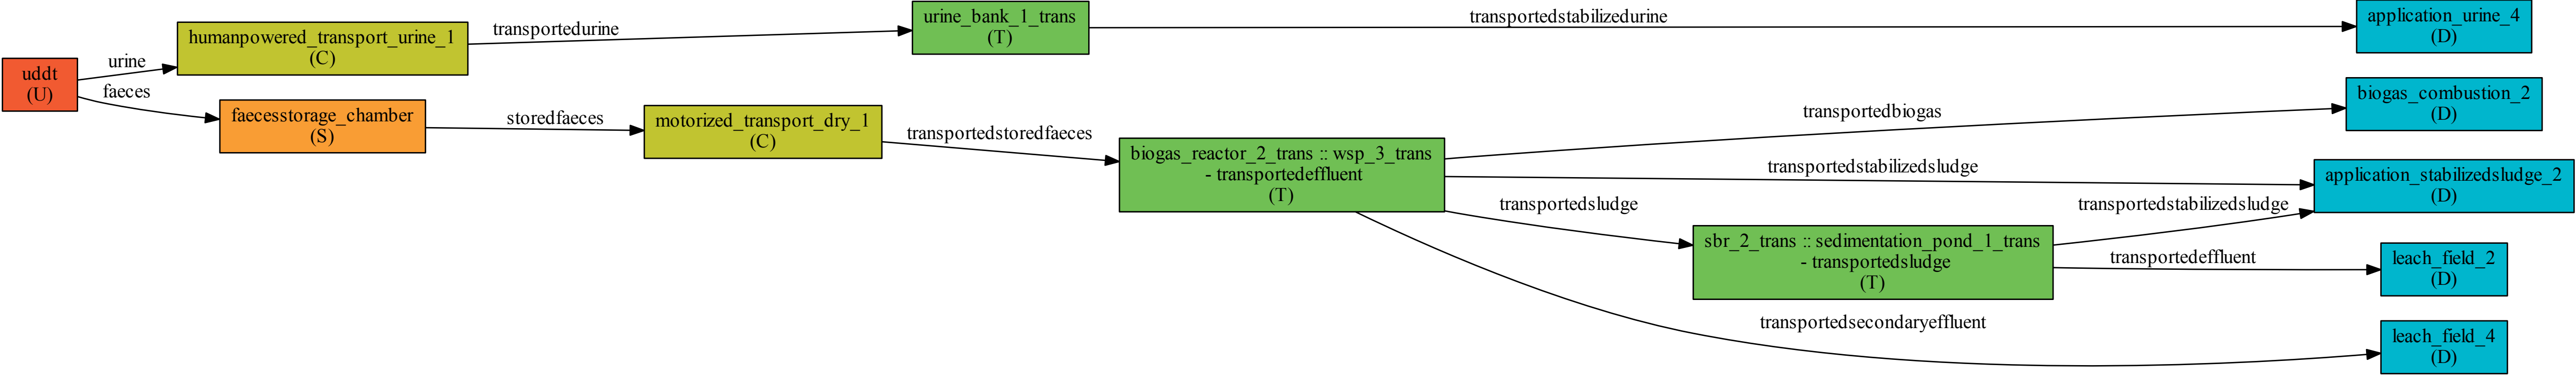 uddt
(U)
urine
faeces
humanpowered_transport_urine_1
(C)
transportedurine
faecesstorage_chamber
(S)
storedfaeces
motorized_transport_dry_1
(C)
transportedstoredfaeces
urine_bank_1_trans
(T)
transportedstabilizedurine
biogas_reactor_2_trans :: wsp_3_trans
- transportedeffluent
(T)
transportedbiogas
transportedstabilizedsludge
transportedsludge
transportedsecondaryeffluent
sbr_2_trans :: sedimentation_pond_1_trans
- transportedsludge
(T)
transportedstabilizedsludge
transportedeffluent
application_urine_4
(D)
biogas_combustion_2
(D)
application_stabilizedsludge_2
(D)
leach_field_2
(D)
leach_field_4
(D)